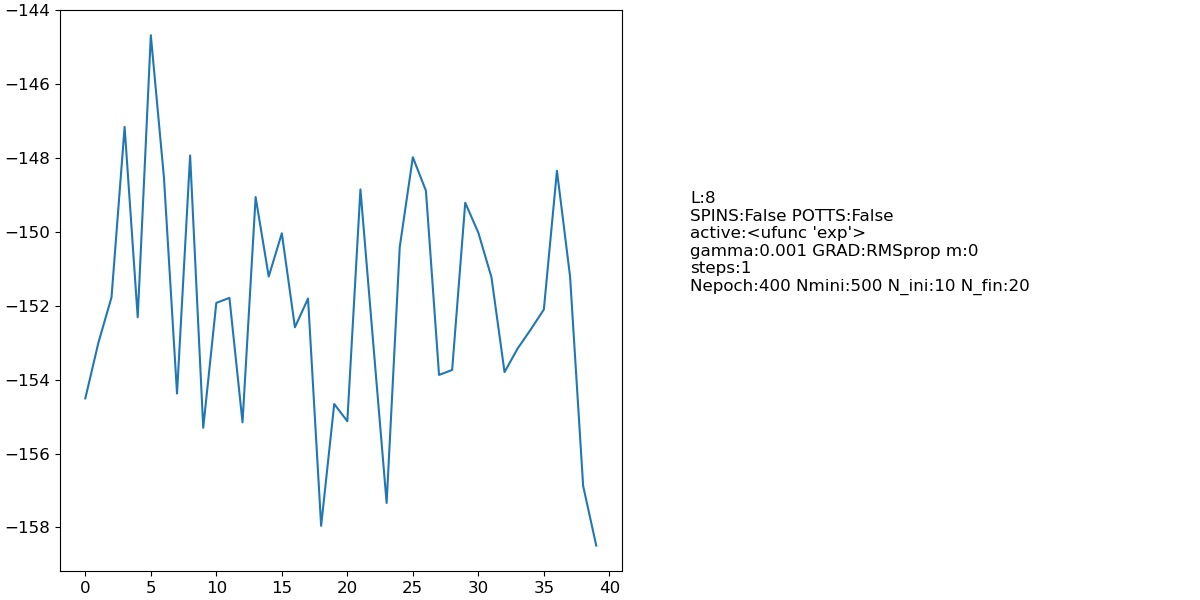 −144
−146
−148
−150
−152
−154
−156
−158
0 5 10 15 20 25 30 35 40
L:8
SPINS:False POTTS:False
active:<ufunc 'exp'>
gamma:0.001 GRAD:RMSprop m:0
steps:1
Nepoch:400 Nmini:500 N_ini:10 N_fin:20